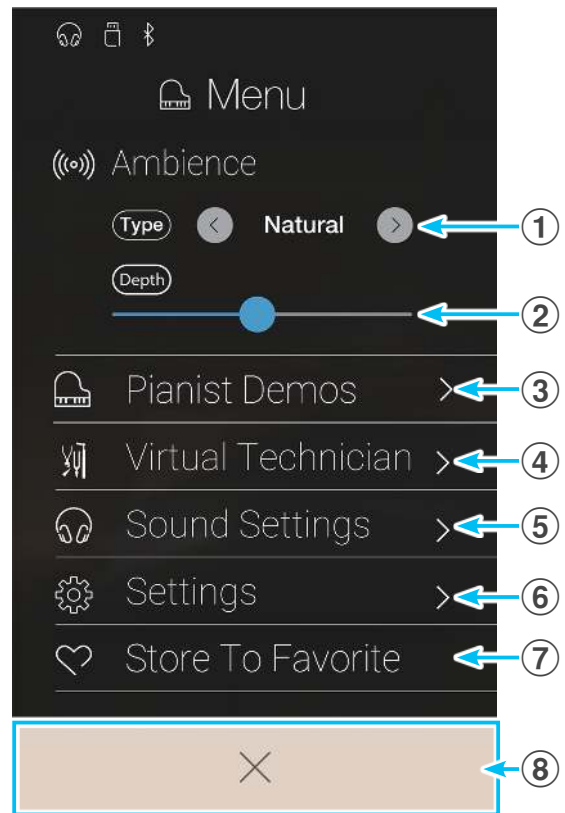 Menu
Ambience
Type Natural ①
Depth
②
Pianist Demos ③
Virtual Technician ④
Sound Settings ⑤
Settings ⑥
Store To Favorite ⑦
⑧